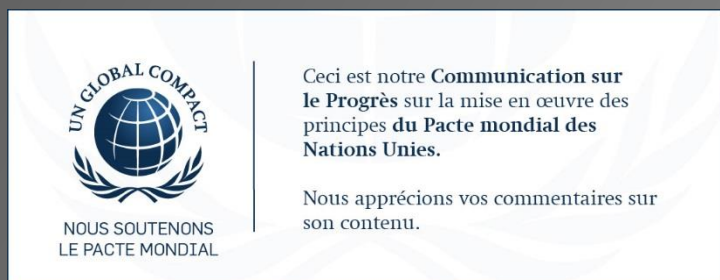 UN GLOBAL COMPACT
NOUS SOUTENONS
LE PACTE MONDIAL
Ceci est notre Communication sur
le Progrès sur la mise en œuvre des
principes du Pacte mondial des
Nations Unies.
Nous apprécions vos commentaires sur
son contenu.